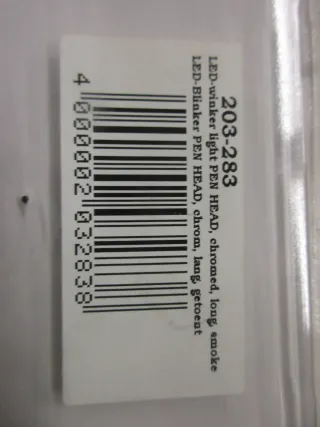 203-283
LED-winker light PEN HEAD, chromed, long, smoke
LED-Blinker PEN HEAD, chrom, lang, getoent
4 000002 032838